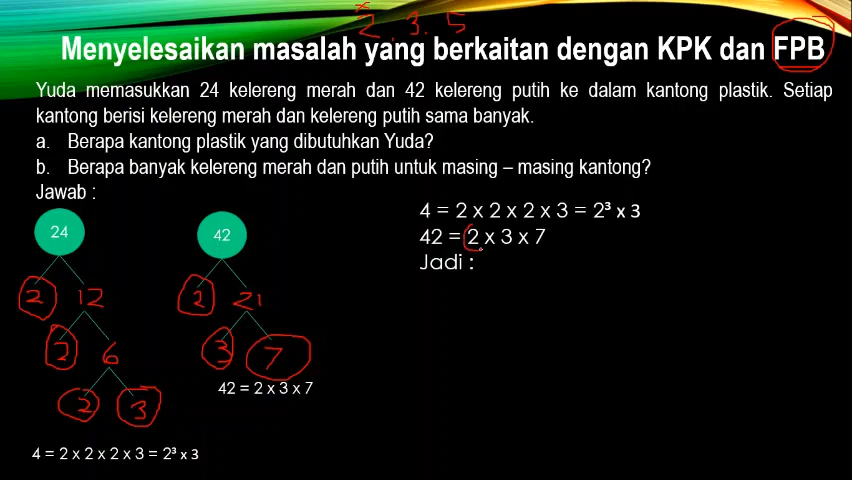 2. 3. 5
Menyelesaikan masalah yang berkaitan dengan KPK dan FPB
Yuda memasukkan 24 kelereng merah dan 42 kelereng putih ke dalam kantong plastik. Setiap
kantong berisi kelereng merah dan kelereng putih sama banyak.
a. Berapa kantong plastik yang dibutuhkan Yuda?
b. Berapa banyak kelereng merah dan putih untuk masing – masing kantong?
Jawab :
24
2 12
2 6
2 3
4 = 2 x 2 x 2 x 3 = 2³ x 3
42
2 21
3 7
42 = 2 x 3 x 7
4 = 2 x 2 x 2 x 3 = 2³ x 3
42 = 2 x 3 x 7
Jadi :